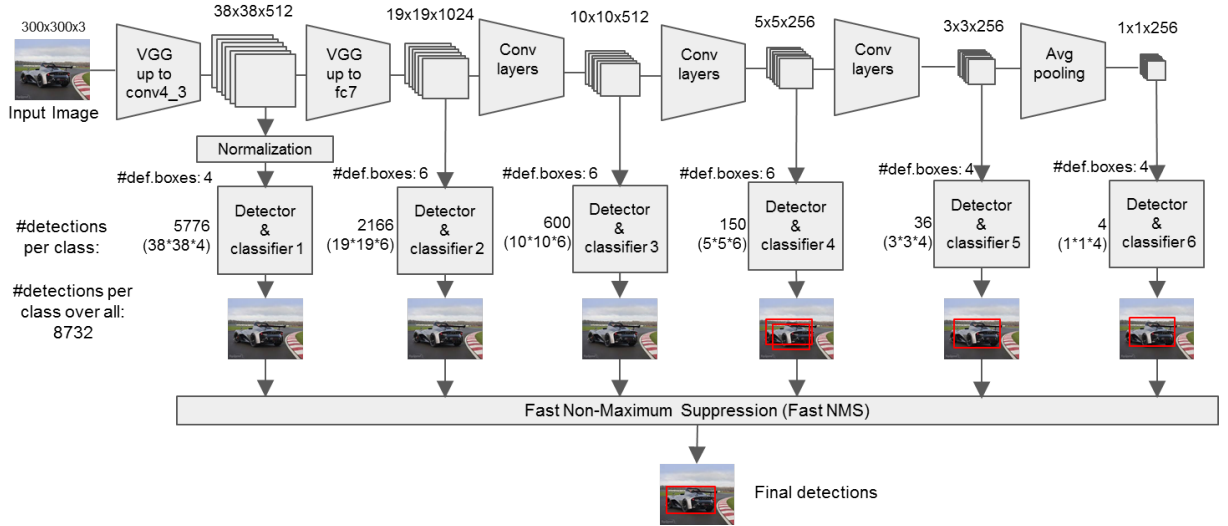 300x300x3
38x38x512
19x19x1024
10x10x512
5x5x256
3x3x256
1x1x256
VGG
up to
conv4_3
VGG
up to
fc7
Conv
layers
Conv
layers
Conv
layers
Avg
pooling
Input Image
Normalization
#def.boxes: 4
#def.boxes: 6
#def.boxes: 6
#def.boxes: 6
#def.boxes: 4
#def.boxes: 4
#detections
per class:
5776
(38*38*4)
Detector
&
classifier 1
2166
(19*19*6)
Detector
&
classifier 2
600
(10*10*6)
Detector
&
classifier 3
150
(5*5*6)
Detector
&
classifier 4
36
(3*3*4)
Detector
&
classifier 5
4
(1*1*4)
Detector
&
classifier 6
#detections per
class over all:
8732
Fast Non-Maximum Suppression (Fast NMS)
Final detections